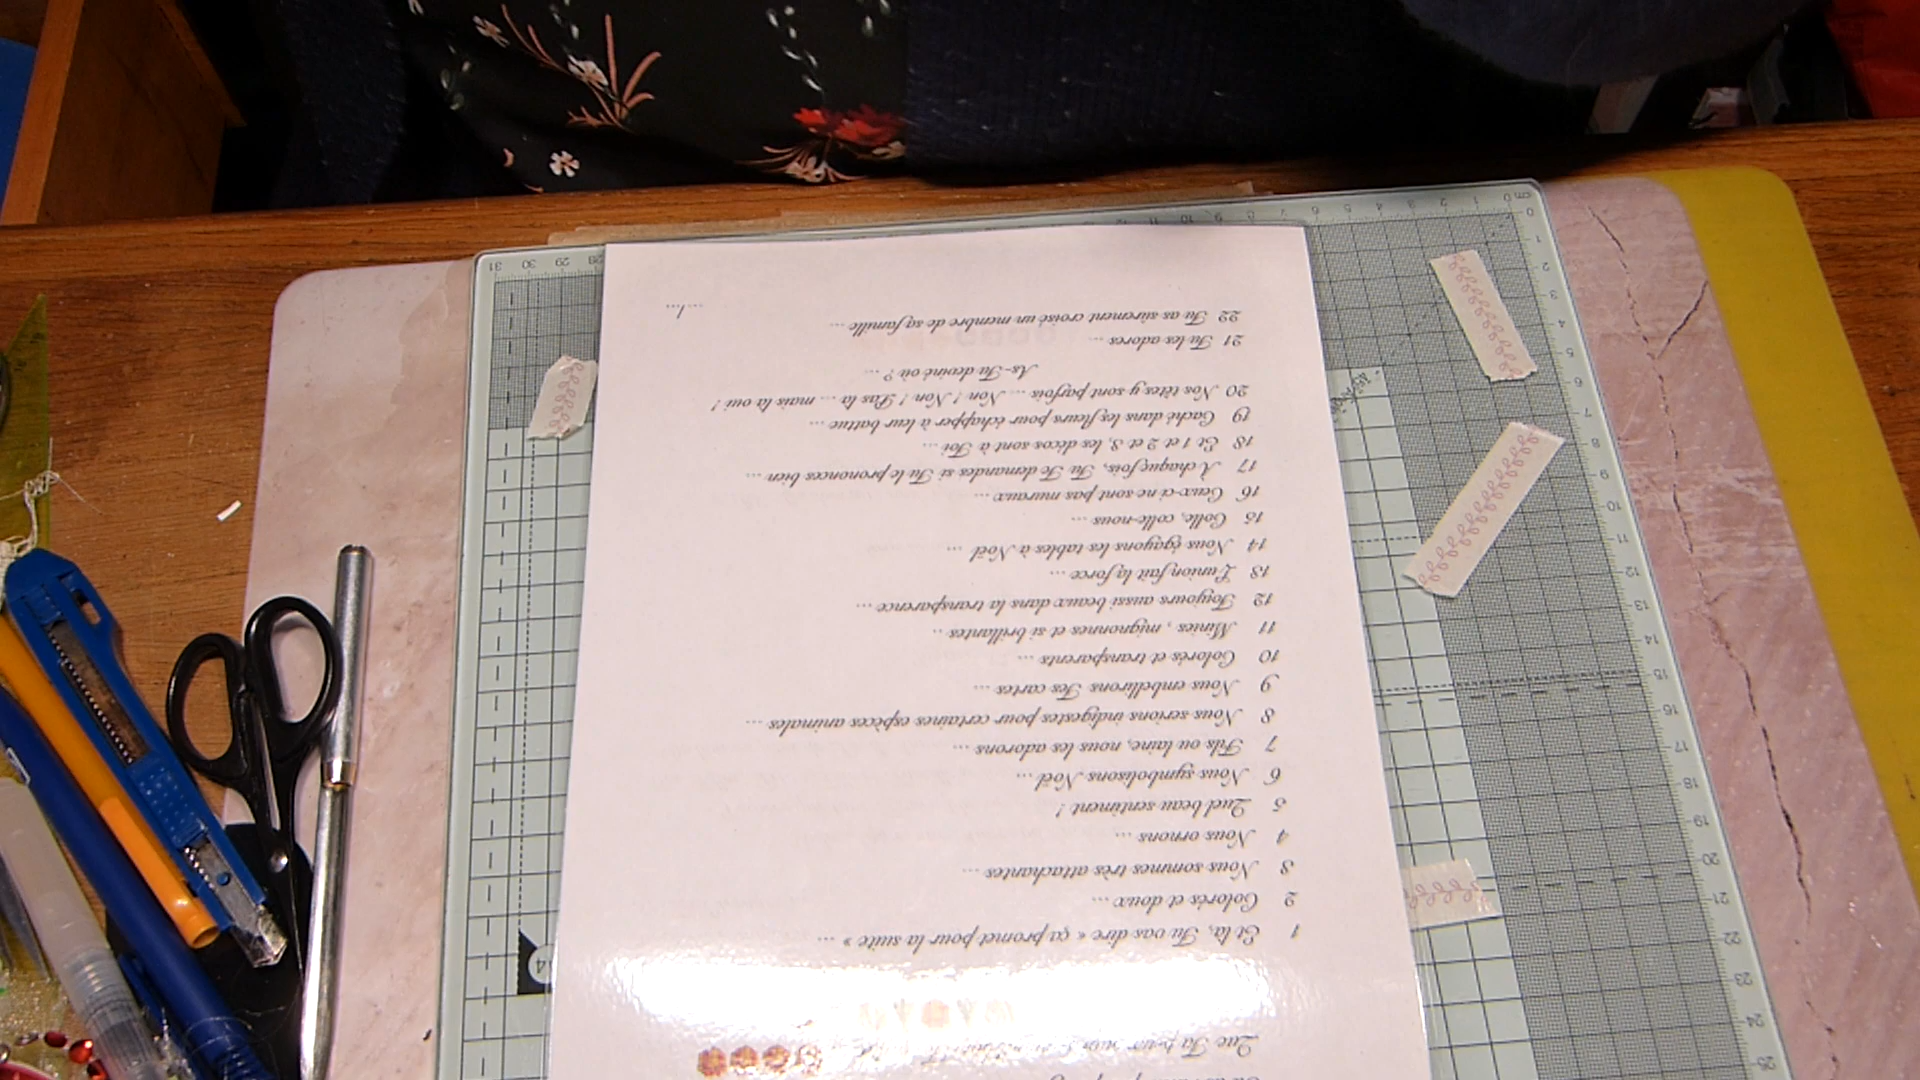 1 Et là, Tu vas dire « ça promet pour la suite » ...
2 Colorés et doux ...
3 Nous sommes très attachantes ...
4 Nous ornons ...
5 Quel beau sentiment !
6 Nous symbolisons Noël ...
7 Fils ou laine, nous les adorons ...
8 Nous serions indigestes pour certaines espèces animales ...
9 Nous embellirons Tes cartes ...
10 Colorés et transparents ...
11 Minies , mignonnes et si brillantes ..
12 Toujours aussi beaux dans la transparence ...
13 L'union fait la force ...
14 Nous égayons les tables à Noël ...
15 Colle, colle-nous ...
16 Ceux-ci ne sont pas muraux ...
17 À chaque fois, Tu Te demandes si Tu le prononces bien ...
18 Et 1 et 2 et 3, les décos sont à Toi ...
19 Caché dans les fleurs pour échapper à leur battue ...
20 Nos têtes y sont parfois ... Non ! Non ! Pas là ... mais là oui !
As-Tu deviné où ? ...
21 Tu les adores ...
22 Tu as sûrement croisé un membre de sa famille ...
.../...